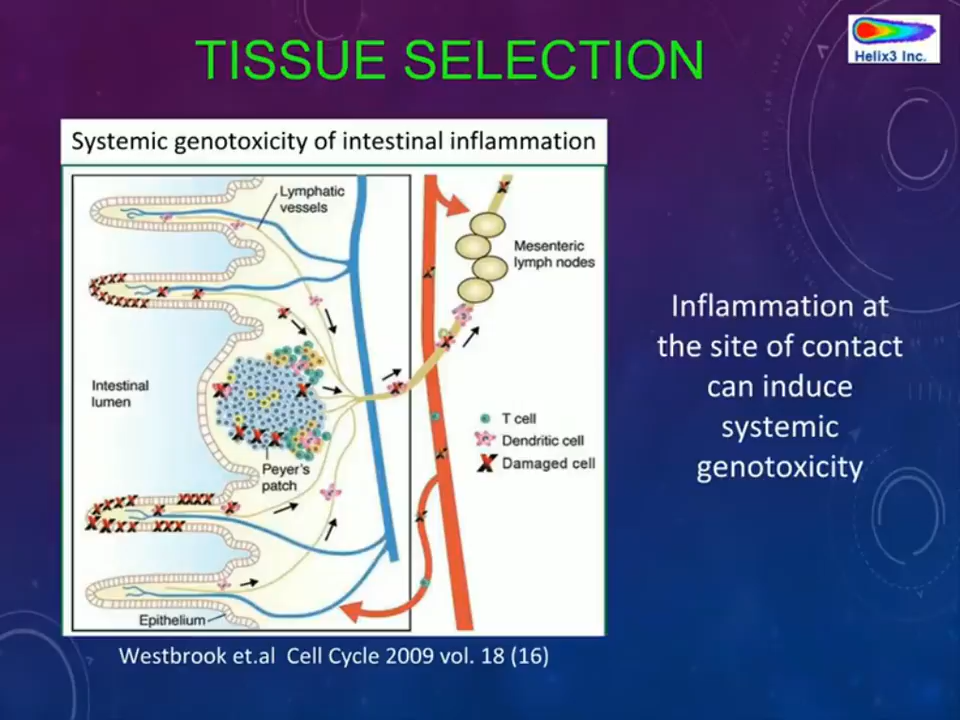 TISSUE SELECTION
Helix3 Inc.
Systemic genotoxicity of intestinal inflammation
Lymphatic
vessels
Mesenteric
lymph nodes
Intestinal
lumen
T cell
Dendritic cell
Damaged cell
Peyer's
patch
Epithelium
Inflammation at
the site of contact
can induce
systemic
genotoxicity
Westbrook et.al Cell Cycle 2009 vol. 18 (16)